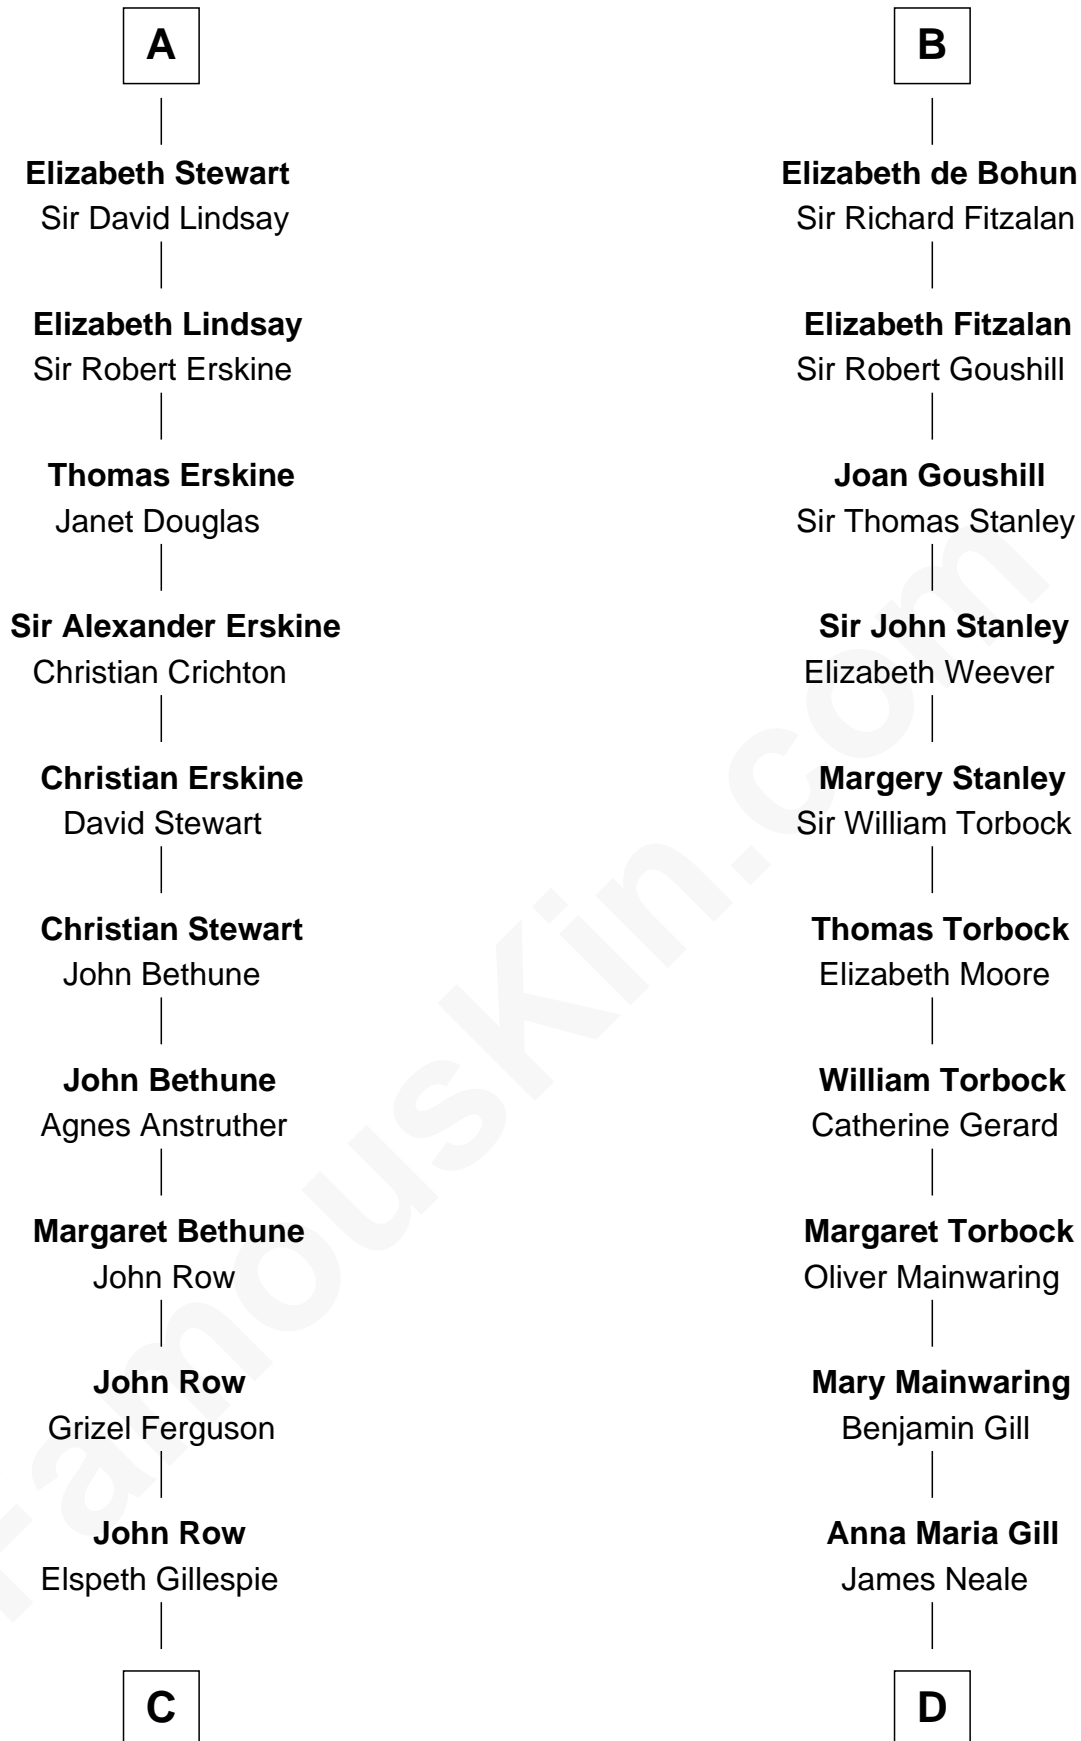 A
Elizabeth Stewart
Sir David Lindsay
Elizabeth Lindsay
Sir Robert Erskine
Thomas Erskine
Janet Douglas
Sir Alexander Erskine
Christian Crichton
Christian Erskine
David Stewart
Christian Stewart
John Bethune
John Bethune
Agnes Anstruther
Margaret Bethune
John Row
John Row
Grizel Ferguson
John Row
Elspeth Gillespie
C
B
Elizabeth de Bohun
Sir Richard Fitzalan
Elizabeth Fitzalan
Sir Robert Goushill
Joan Goushill
Sir Thomas Stanley
Sir John Stanley
Elizabeth Weever
Margery Stanley
Sir William Torbock
Thomas Torbock
Elizabeth Moore
William Torbock
Catherine Gerard
Margaret Torbock
Oliver Mainwaring
Mary Mainwaring
Benjamin Gill
Anna Maria Gill
James Neale
D
FamousKin.com